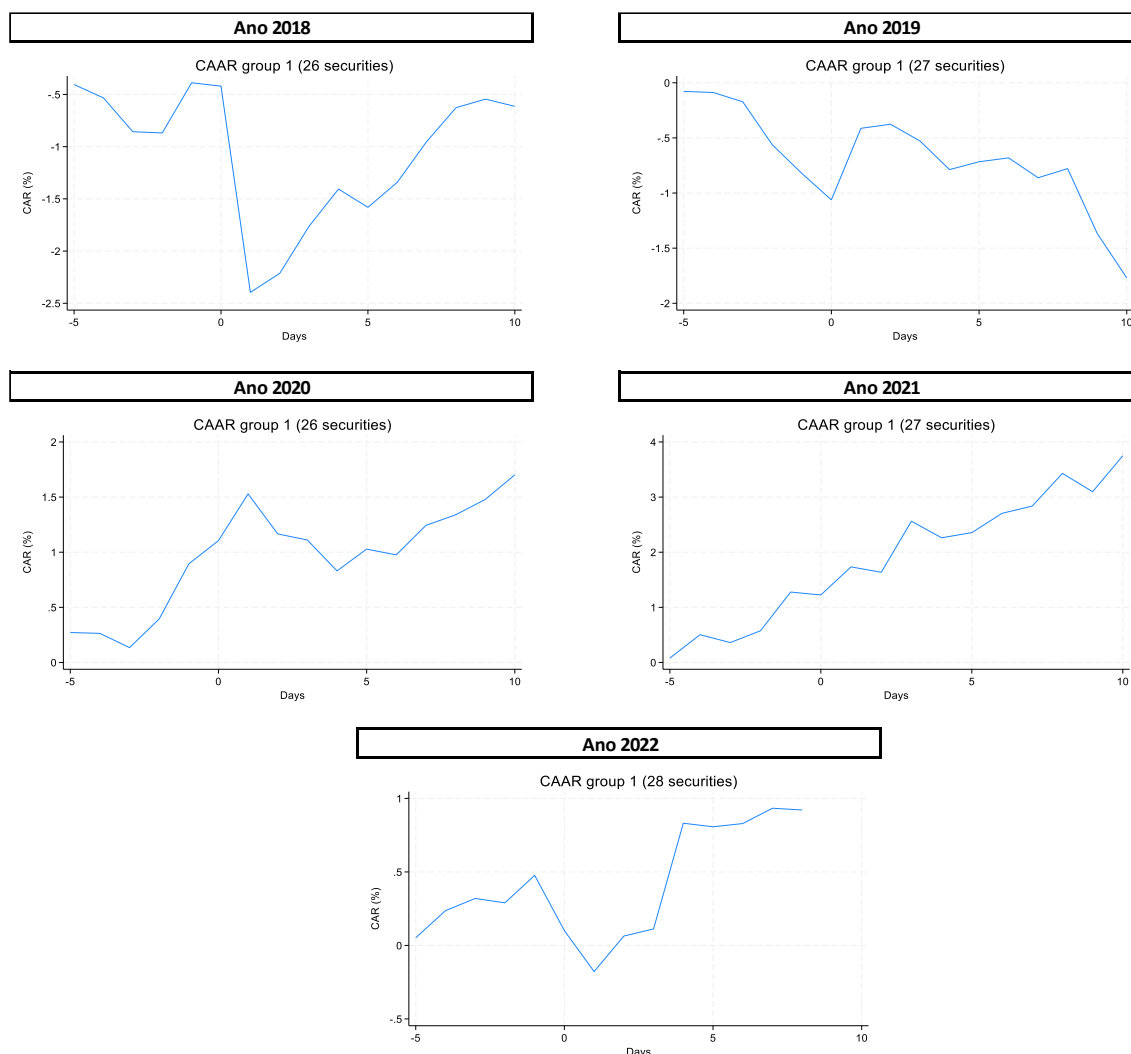 Ano 2018
Ano 2019
CAAR group 1 (26 securities)
CAAR group 1 (27 securities)
-.5
-1
-1.5
-2
-2.5
CAR (%)
-5 0 5 10
Days
0
-.5
-1
-1.5
-2
CAR (%)
-5 0 5 10
Days
Ano 2020
Ano 2021
CAAR group 1 (26 securities)
CAAR group 1 (27 securities)
2
1.5
1
.5
0
CAR (%)
-5 0 5 10
Days
4
3
2
1
0
CAR (%)
-5 0 5 10
Days
Ano 2022
CAAR group 1 (28 securities)
1
.5
0
-.5
CAR (%)
-5 0 5 10
Days